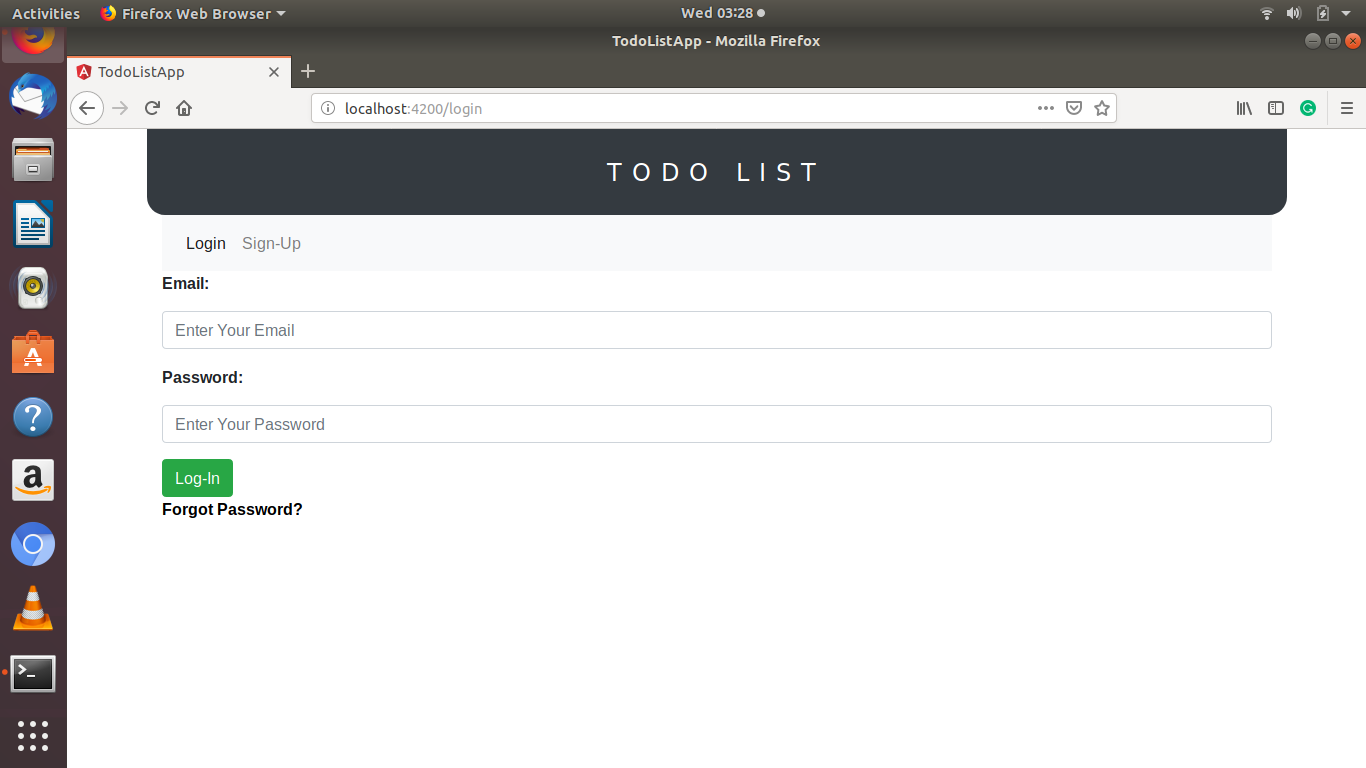 Activities Firefox Web Browser Wed 03:28
TodoListApp - Mozilla Firefox
TodoListApp
localhost:4200/login
TODO LIST
Login Sign-Up
Email:
Enter Your Email
Password:
Enter Your Password
Log-In
Forgot Password?